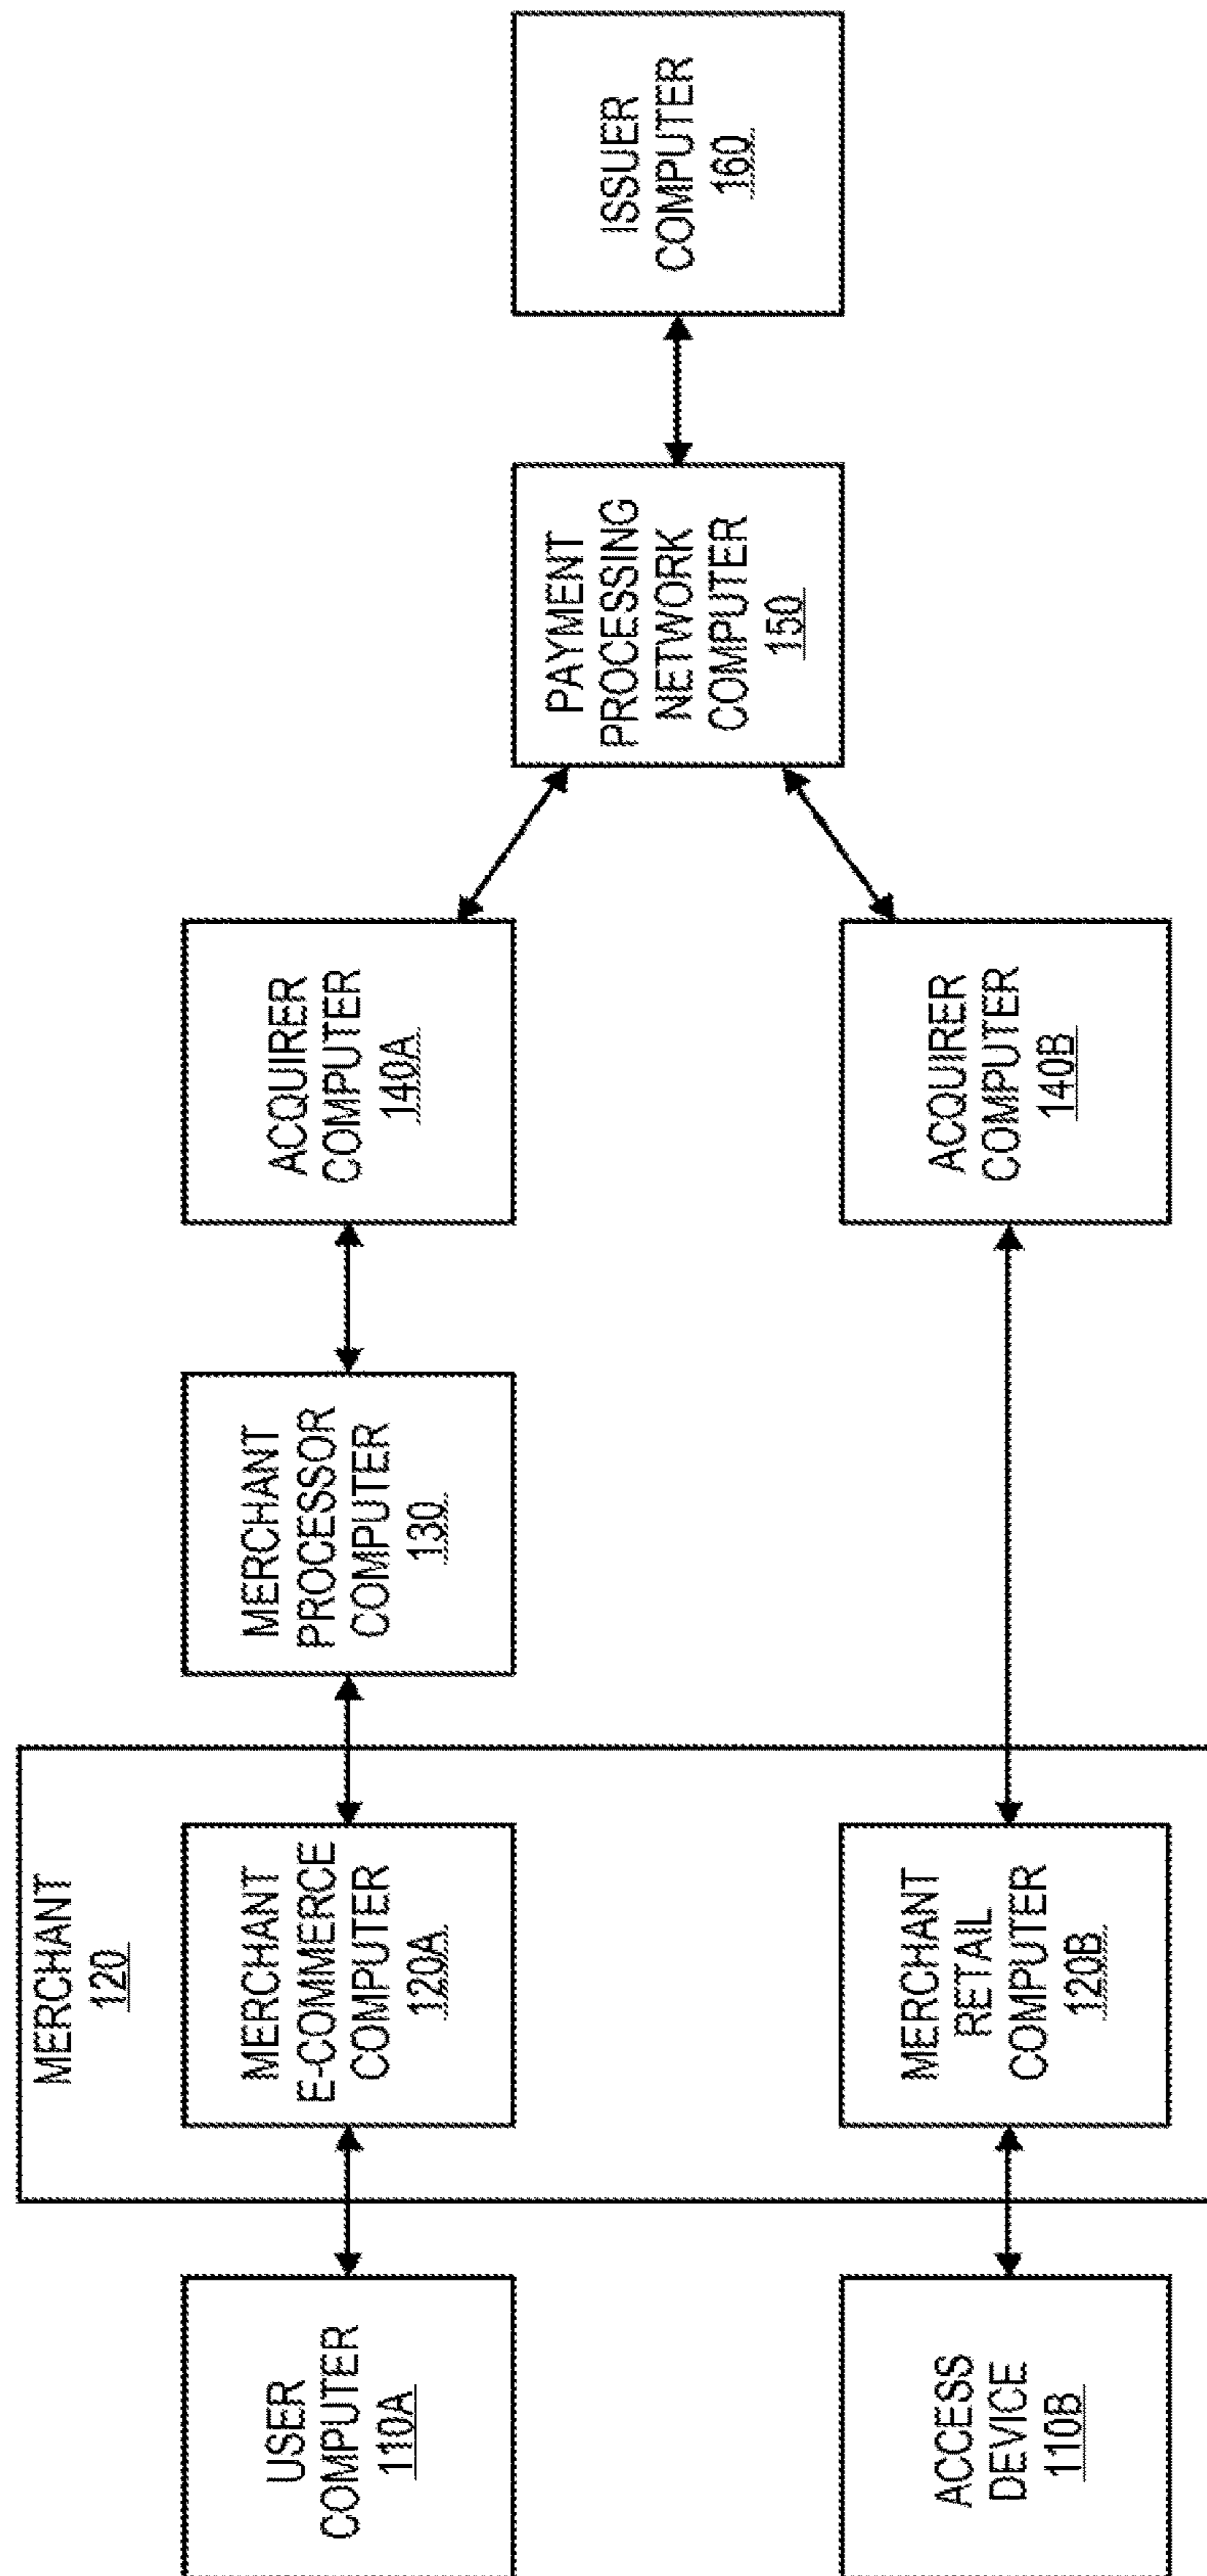 MERCHANT
120
USER
COMPUTER
110A
MERCHANT
E-COMMERCE
COMPUTER
120A
MERCHANT
PROCESSOR
COMPUTER
130
ACQUIRER
COMPUTER
140A
PAYMENT
PROCESSING
NETWORK
COMPUTER
150
ISSUER
COMPUTER
160
ACCESS
DEVICE
110B
MERCHANT
RETAIL
COMPUTER
120B
ACQUIRER
COMPUTER
140B